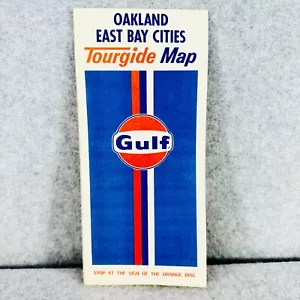 OAKLAND
EAST BAY CITIES
Tourgide Map
Gulf
STOP AT THE SIGN OF THE ORANGE DISC